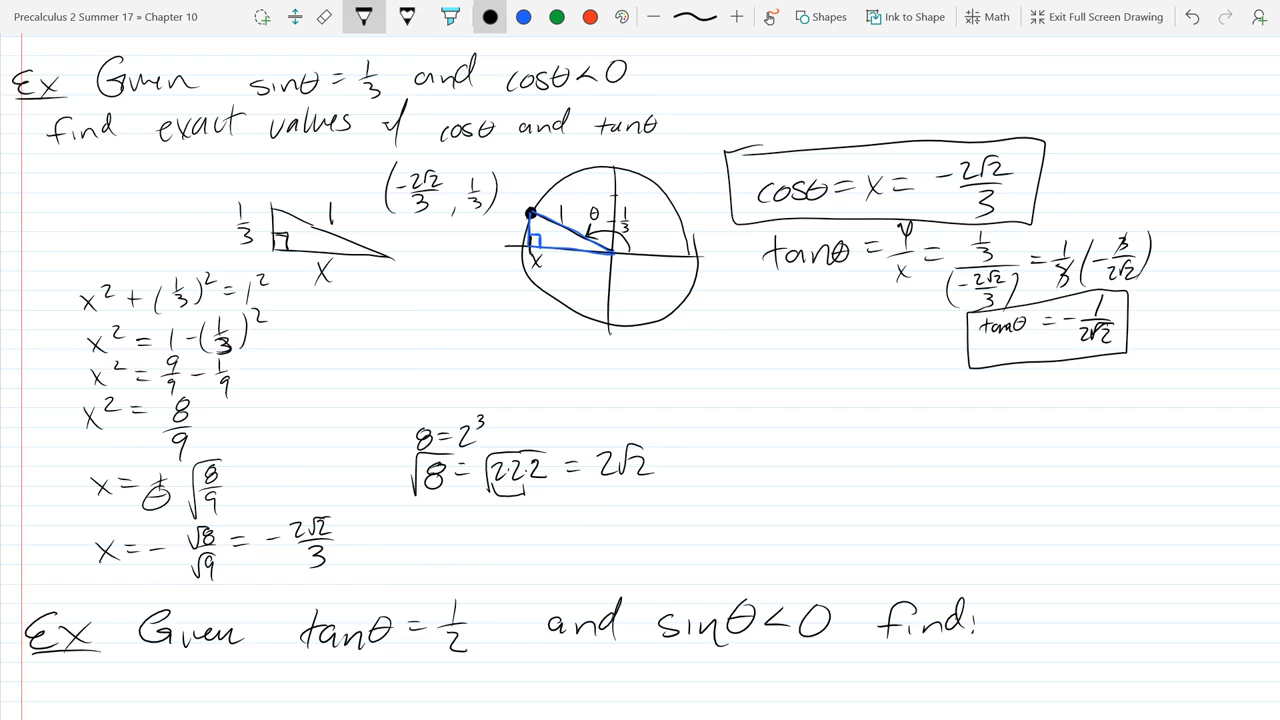 Precalculus 2 Summer 17 » Chapter 10
Shapes Ink to Shape Math Exit Full Screen Drawing
Ex Given sinθ = 1/3 and cosθ < 0
find exact values of cosθ and tanθ
(-2√2/3, 1/3)
1/3 1 x
1 θ 1/3 x 1
cosθ = x = -2√2/3
tanθ = y/x = (1/3)/(-2√2/3) = 1/3 (-3/2√2)
tanθ = -1/2√2
x² + (1/3)² = 1²
x² = 1 - (1/3)²
x² = 9/9 - 1/9
x² = 8/9
x = ± √(8/9)
x = - √8/√9 = - 2√2/3
8 = 2³
√8 = √(2·2·2) = 2√2
Ex Given tanθ = 1/2 and sinθ < 0 find: